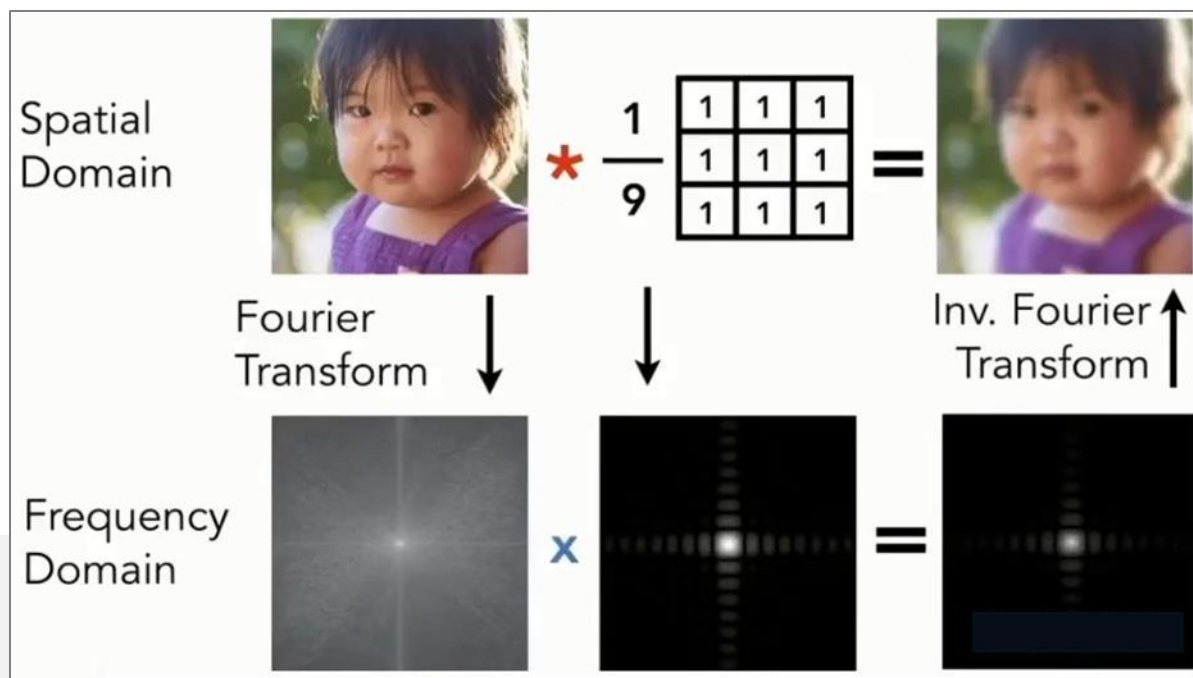 Spatial
Domain
*
1
9
1 1 1
1 1 1
1 1 1
=
Fourier
Transform
Inv. Fourier
Transform
Frequency
Domain
x
=